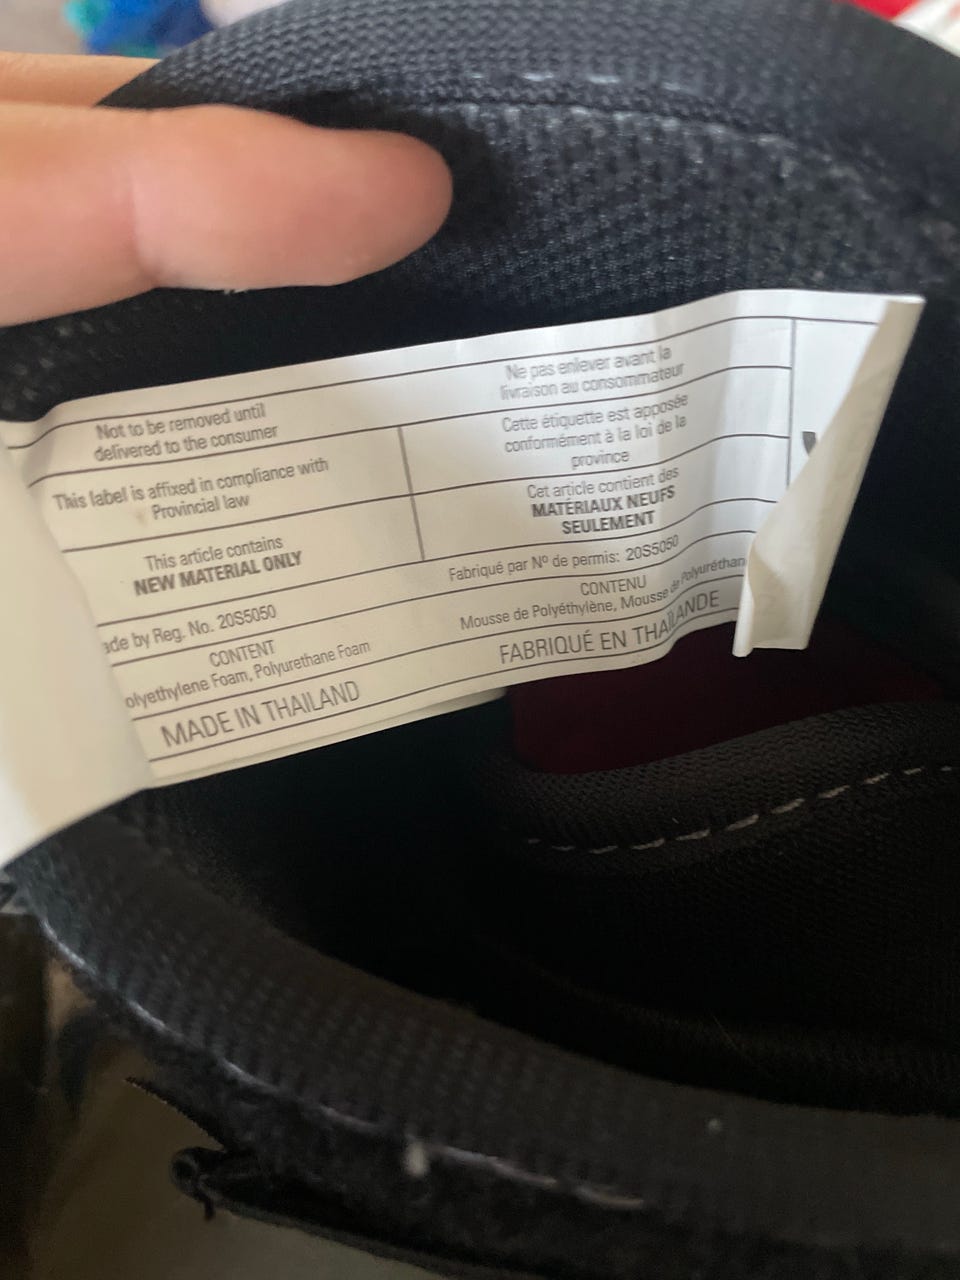 Not to be removed until
delivered to the consumer
Ne pas enlever avant la
livraison au consommateur
This label is affixed in compliance with
Provincial law
Cette étiquette est apposée
conformément à la loi de la
province
This article contains
NEW MATERIAL ONLY
Cet article contient des
MATÉRIAUX NEUFS
SEULEMENT
ade by Reg. No. 20S5050
Fabriqué par Nº de permis: 20S5050
CONTENT
olyethylene Foam, Polyurethane Foam
CONTENU
Mousse de Polyéthylène, Mousse de Polyuréthan
MADE IN THAILAND
FABRIQUÉ EN THAÏLANDE